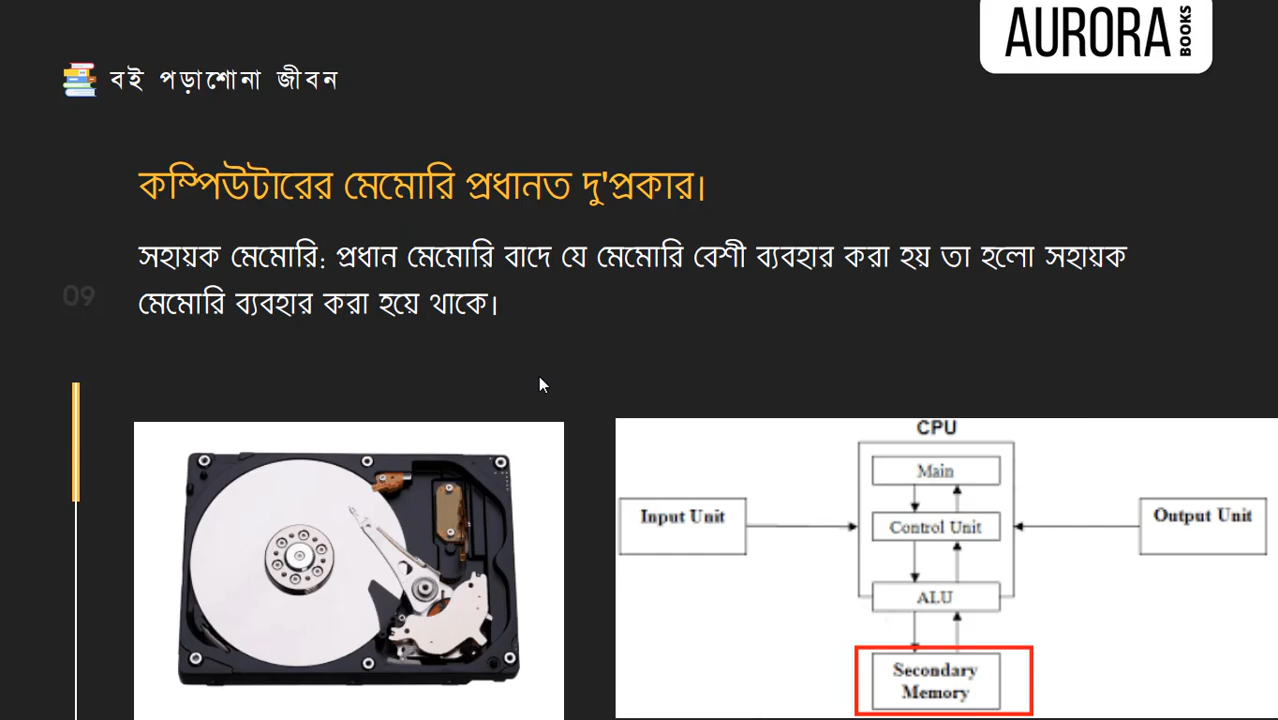 AURORA BOOKS
বই পড়াশোনা জীবন
কম্পিউটারের মেমোরি প্রধানত দু'প্রকার।
সহায়ক মেমোরি: প্রধান মেমোরি বাদে যে মেমোরি বেশী ব্যবহার করা হয় তা হলো সহায়ক
মেমোরি ব্যবহার করা হয়ে থাকে।
09
CPU
Main
Input Unit
Control Unit
Output Unit
ALU
Secondary
Memory